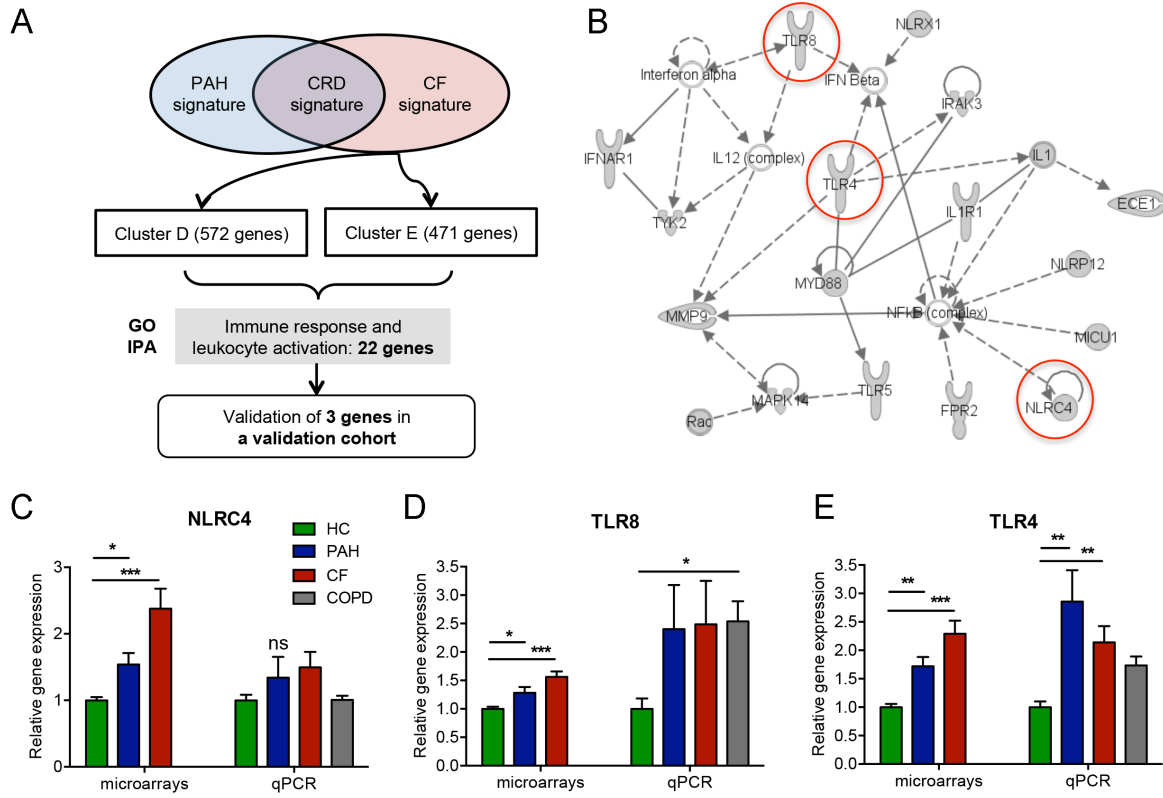 A
PAH
signature
CRD
signature
CF
signature
Cluster D (572 genes)
Cluster E (471 genes)
GO
IPA
Immune response and
leukocyte activation: 22 genes
Validation of 3 genes in
a validation cohort
B
TLR8
NLRX1
Interferon alpha
IFN Beta
IRAK3
IFNAR1
IL12 (complex)
TLR4
IL1
TYK2
IL1R1
ECE1
MYD88
NLRP12
MMP9
NFkB (complex)
MICU1
MAPK14
TLR5
Rac
FPR2
NLRC4
C
NLRC4
HC
PAH
CF
COPD
Relative gene expression
3
2
1
0
*
***
ns
microarrays
qPCR
D
TLR8
Relative gene expression
3.5
3.0
2.5
2.0
1.5
1.0
0.5
0.0
*
***
*
microarrays
qPCR
E
TLR4
Relative gene expression
3.5
3.0
2.5
2.0
1.5
1.0
0.5
0.0
**
***
**
**
microarrays
qPCR